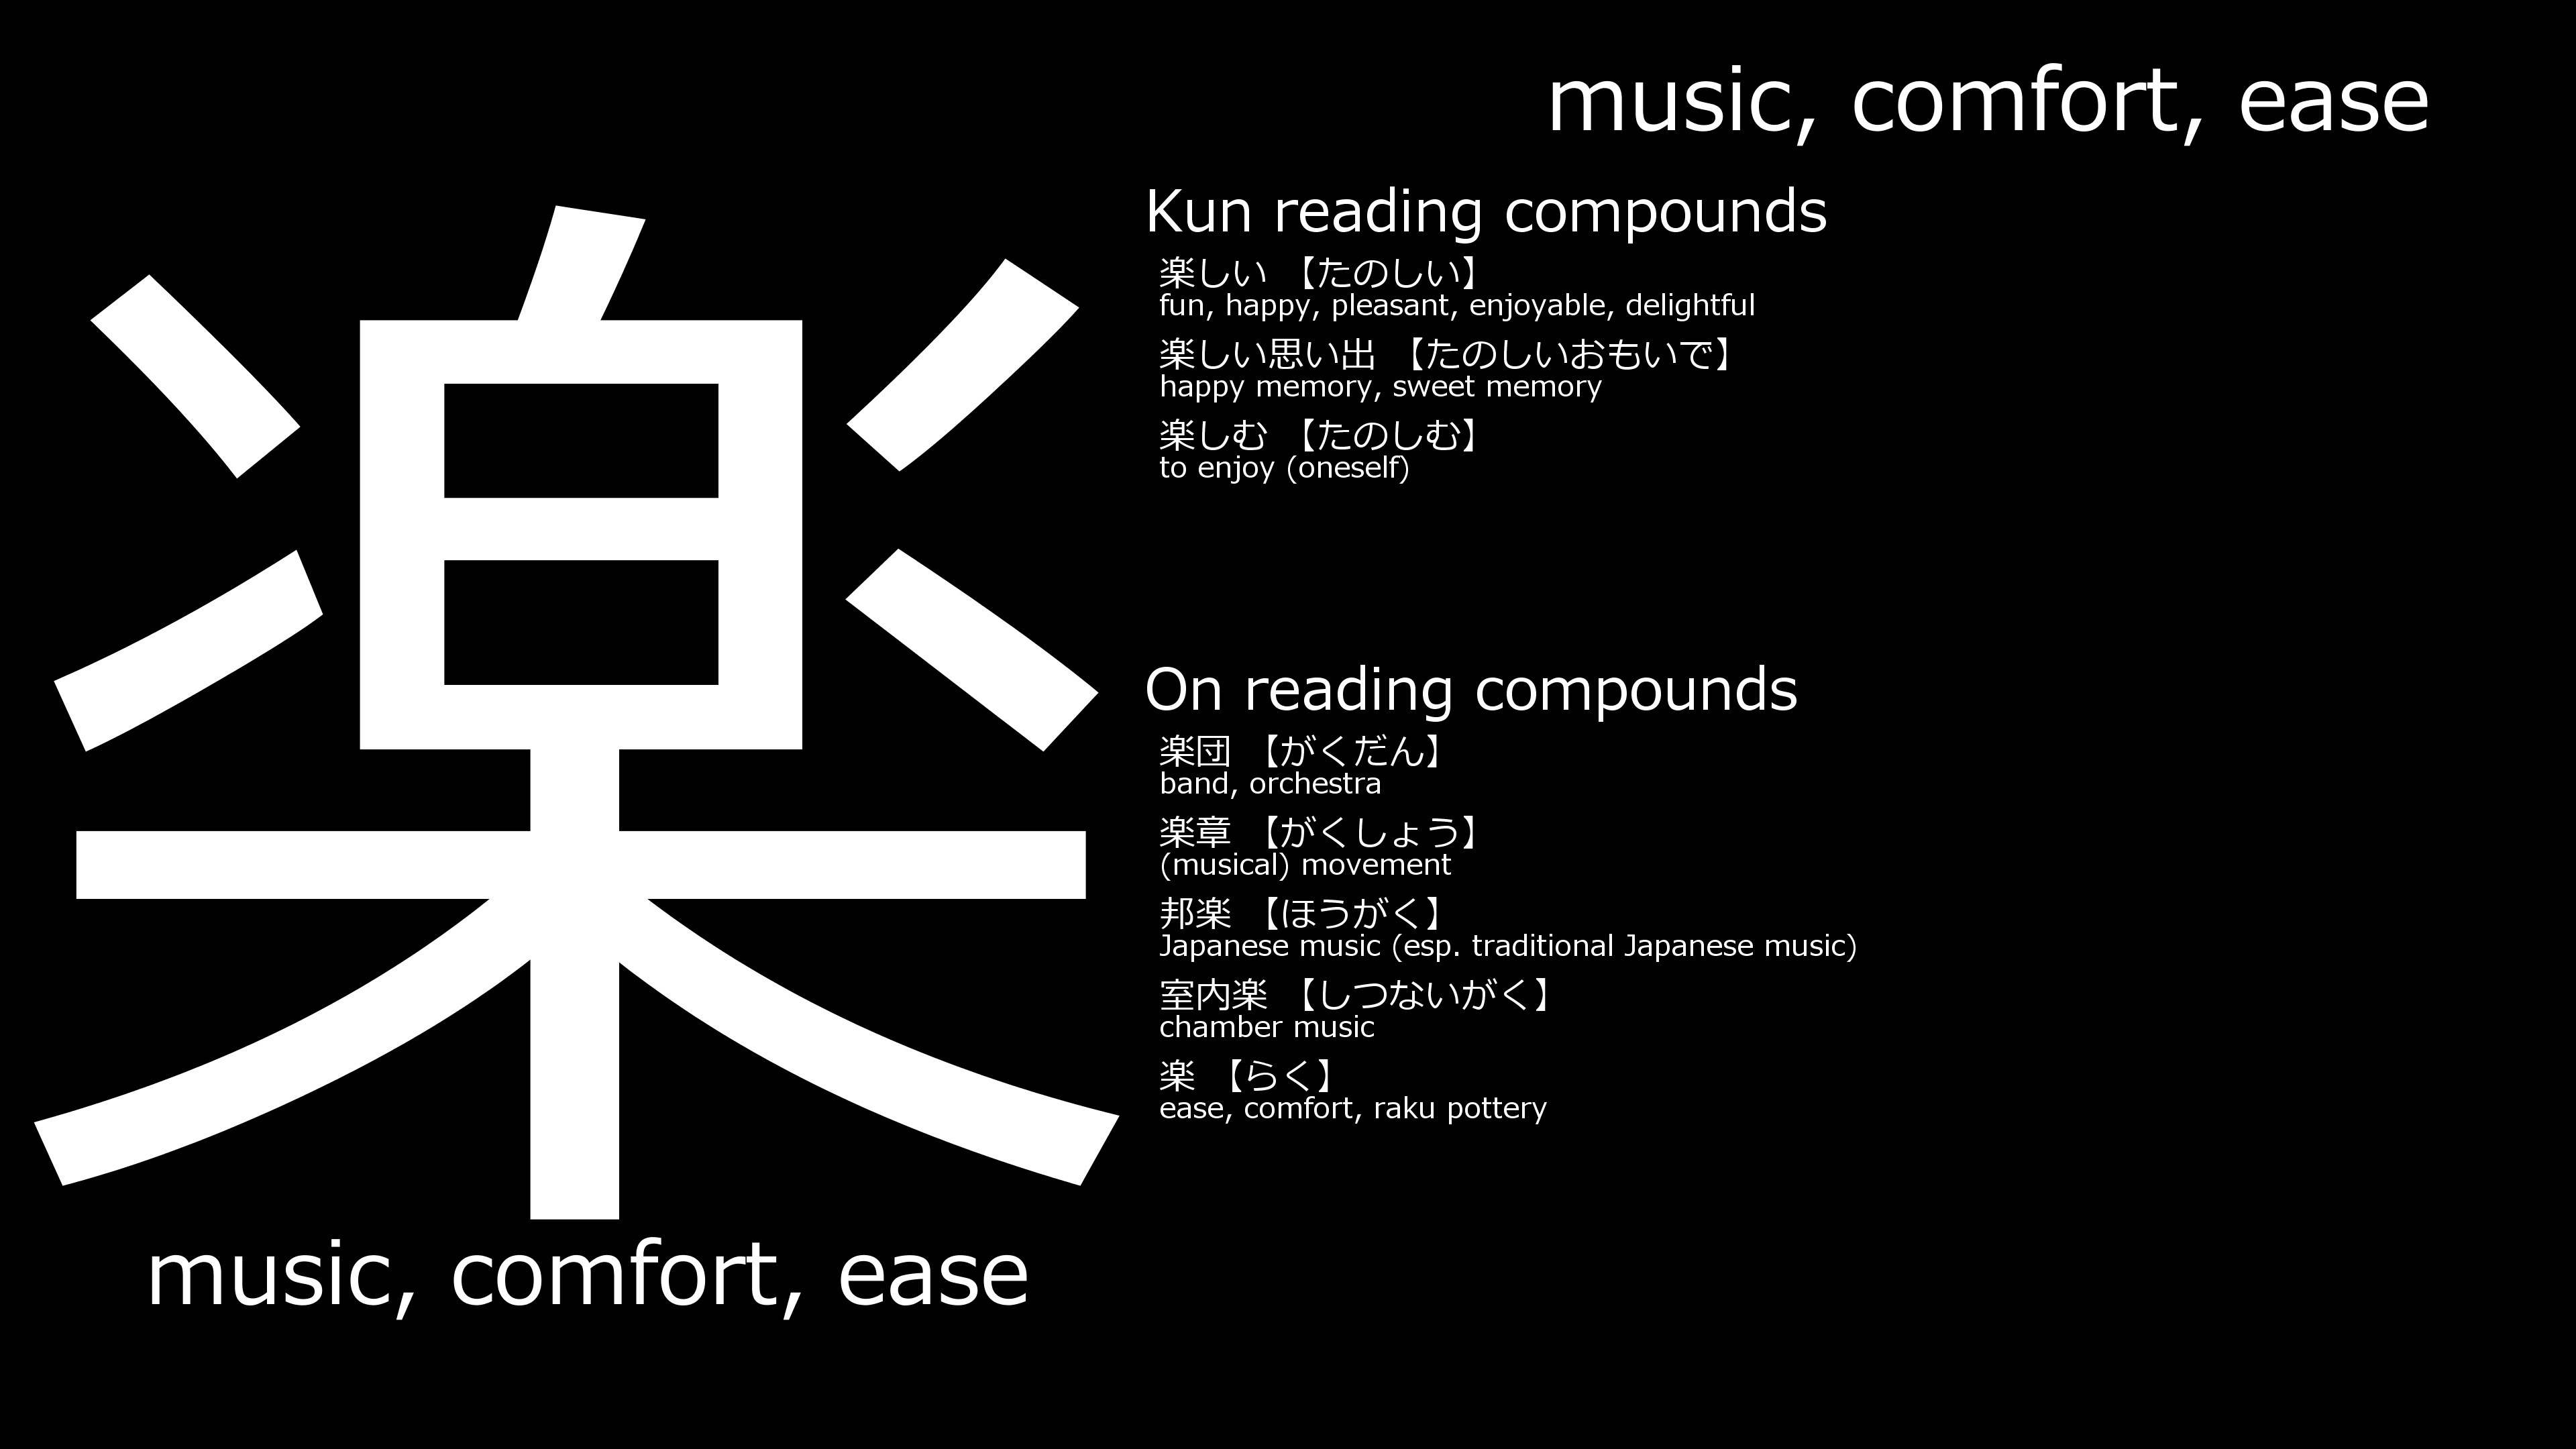 music, comfort, ease
楽
music, comfort, ease
Kun reading compounds
楽しい 【たのしい】
fun, happy, pleasant, enjoyable, delightful
楽しい思い出 【たのしいおもいで】
happy memory, sweet memory
楽しむ 【たのしむ】
to enjoy (oneself)
On reading compounds
楽団 【がくだん】
band, orchestra
楽章 【がくしょう】
(musical) movement
邦楽 【ほうがく】
Japanese music (esp. traditional Japanese music)
室内楽 【しつないがく】
chamber music
楽 【らく】
ease, comfort, raku pottery